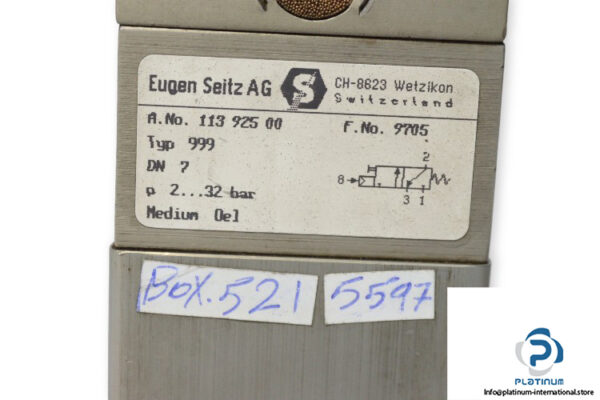 Eugen Seitz AG S CH-8623 Wetzikon
Switzerland
A.No. 113 925 00 F.No. 9705
Typ 999
DN 7
p 2...32 bar
Medium Oel
2
8
3 1
BOX.521 5597
P
PLATINUM
Info@platinum-international.store